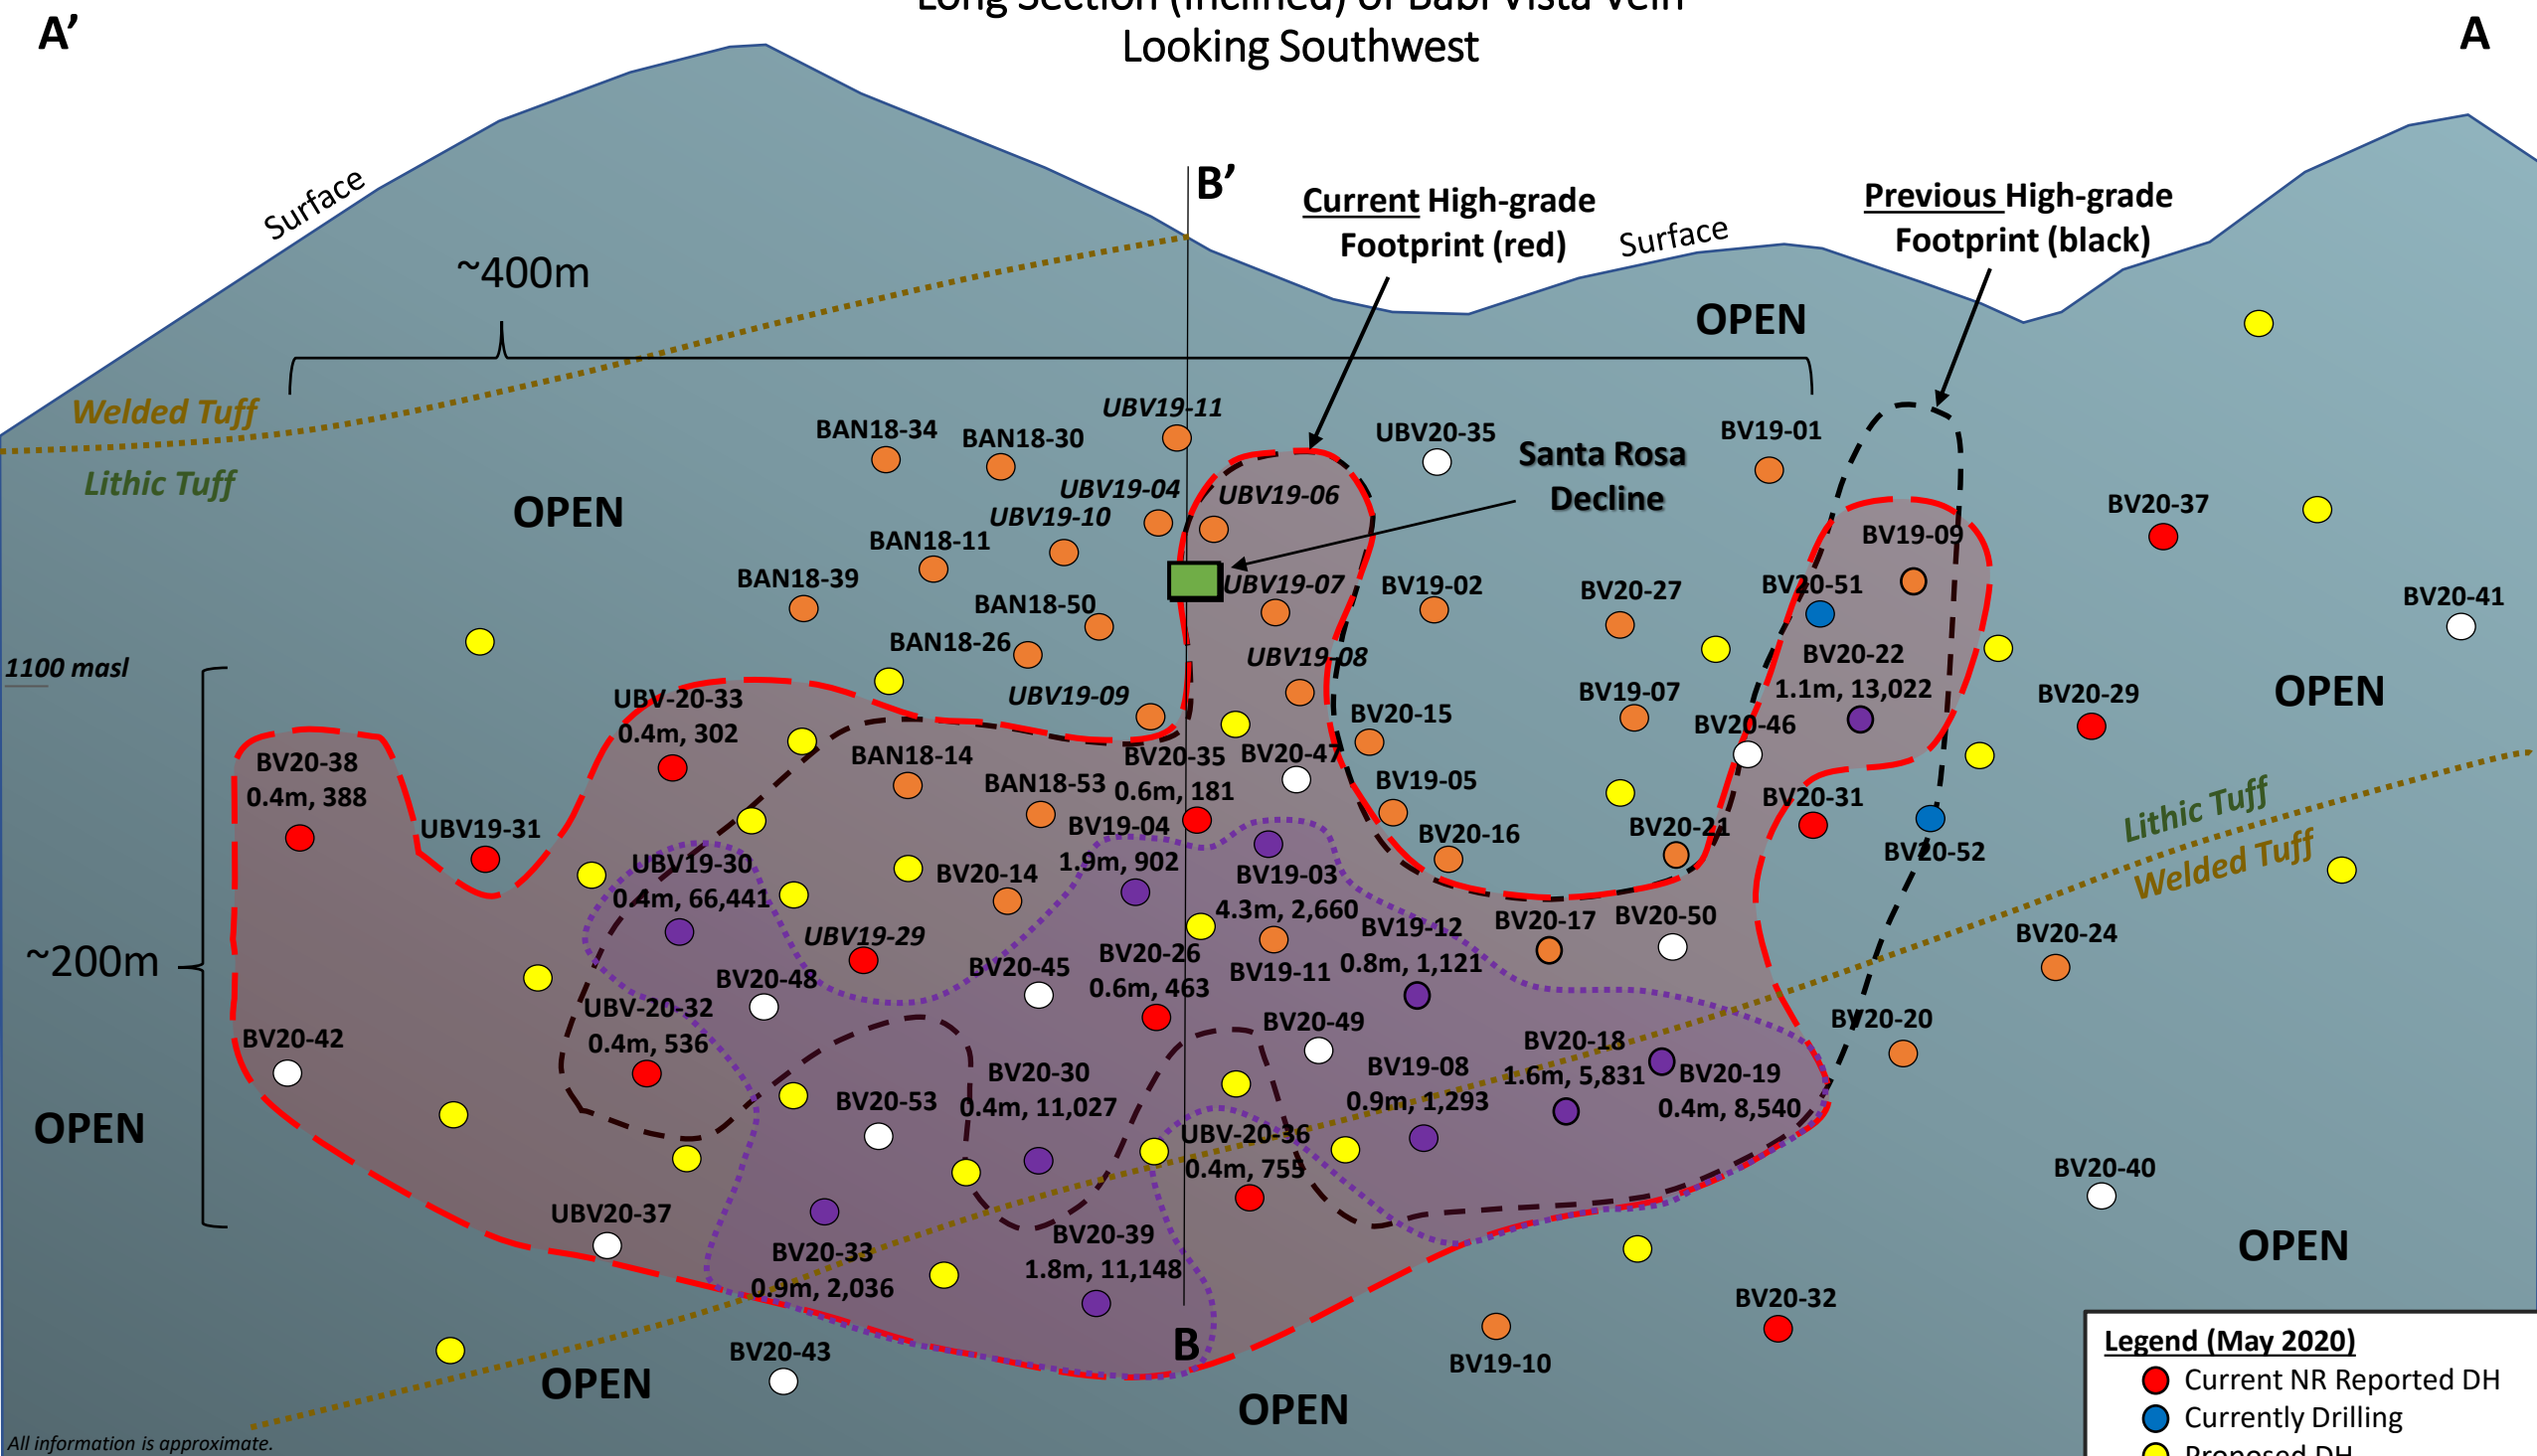 Long Section (Inclined) of Babi Vista Vein
Looking Southwest
A’
A
B’
Current High-grade
Footprint (red)
Previous High-grade
Footprint (black)
Surface
Surface
~400m
OPEN
Welded Tuff
Lithic Tuff
OPEN
UBV19-11
BAN18-34
BAN18-30
UBV20-35
BV19-01
Santa Rosa
Decline
UBV19-04
UBV19-06
UBV19-10
BV20-37
BAN18-11
BV19-09
BAN18-39
UBV19-07
BV19-02
BV20-27
BV20-51
BV20-41
BAN18-50
BAN18-26
UBV19-08
BV20-22
1.1m, 13,022
1100 masl
UBV19-09
UBV-20-33
0.4m, 302
BV19-07
BV20-29
OPEN
BV20-15
BV20-46
BV20-38
0.4m, 388
BAN18-14
BV20-35
0.6m, 181
BV20-47
BAN18-53
BV19-05
BV20-31
UBV19-31
BV19-04
1.9m, 902
BV20-16
BV20-21
BV20-52
Lithic Tuff
Welded Tuff
UBV19-30
0.4m, 66,441
BV20-14
BV19-03
4.3m, 2,660
BV20-17
BV20-50
UBV19-29
BV19-12
0.8m, 1,121
BV20-24
~200m
BV20-48
BV20-45
BV20-26
0.6m, 463
BV19-11
UBV-20-32
0.4m, 536
BV20-42
BV20-49
BV20-20
BV20-18
1.6m, 5,831
BV20-53
BV20-30
0.4m, 11,027
BV19-08
0.9m, 1,293
BV20-19
0.4m, 8,540
OPEN
UBV-20-36
0.4m, 755
BV20-40
UBV20-37
BV20-33
0.9m, 2,036
BV20-39
1.8m, 11,148
OPEN
BV20-32
B
BV20-43
BV19-10
OPEN
OPEN
Legend (May 2020)
Current NR Reported DH
Currently Drilling
Proposed DH
All information is approximate.